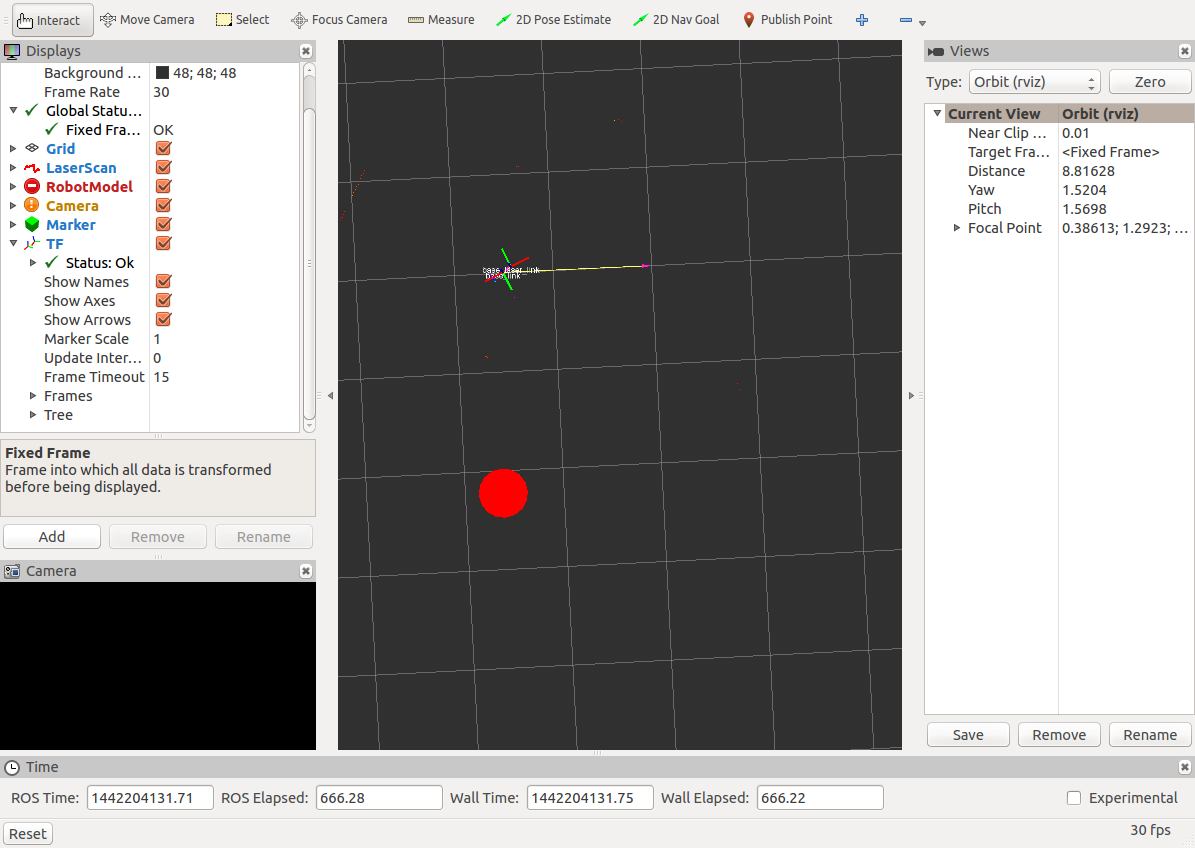 Interact Move Camera Select Focus Camera Measure 2D Pose Estimate 2D Nav Goal Publish Point
Displays
Background ... 48; 48; 48
Frame Rate 30
Global Statu...
Fixed Fra... OK
Grid
LaserScan
RobotModel
Camera
Marker
TF
Status: Ok
Show Names
Show Axes
Show Arrows
Marker Scale 1
Update Inter... 0
Frame Timeout 15
Frames
Tree
Fixed Frame
Frame into which all data is transformed
before being displayed.
Add Remove Rename
Camera
base_laser_link
base_link
Views
Type: Orbit (rviz) Zero
Current View Orbit (rviz)
Near Clip ... 0.01
Target Fra... <Fixed Frame>
Distance 8.81628
Yaw 1.5204
Pitch 1.5698
Focal Point 0.38613; 1.2923; ...
Save Remove Rename
Time
ROS Time: 1442204131.71 ROS Elapsed: 666.28 Wall Time: 1442204131.75 Wall Elapsed: 666.22 Experimental
Reset 30 fps